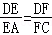 DE/EA = DF/FC